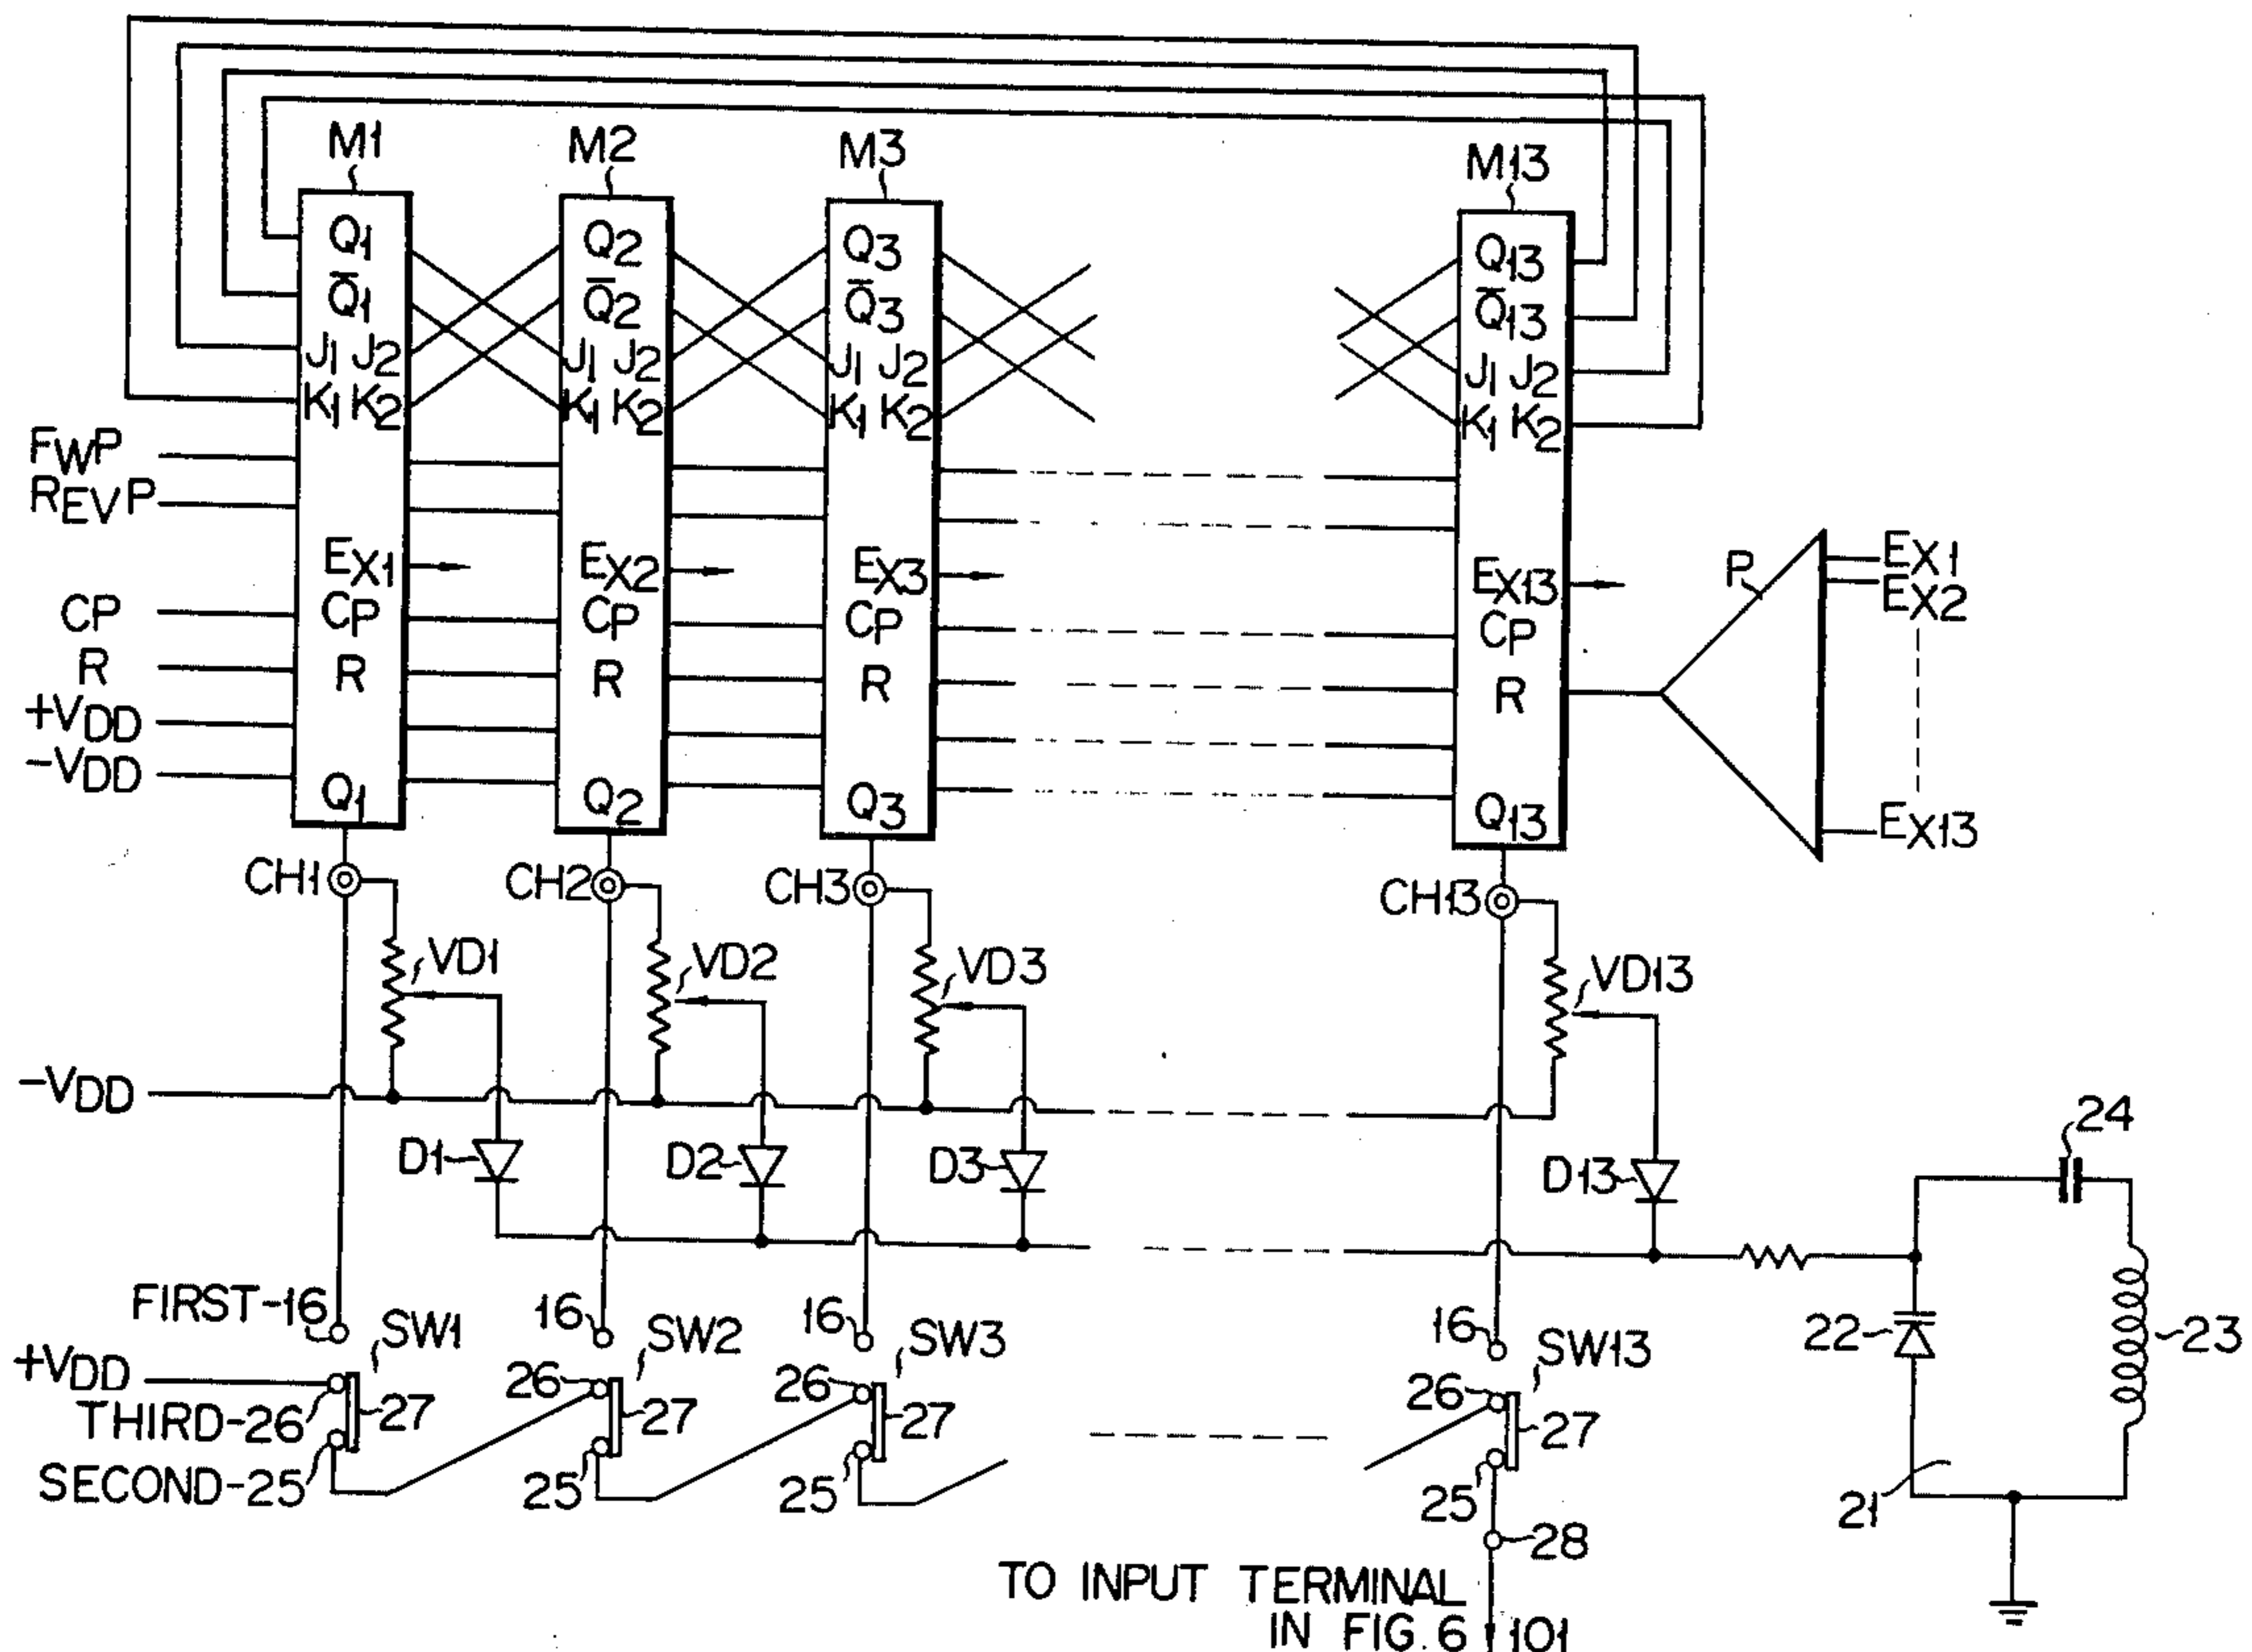 M1 M2 M3 M13
Q1 Q2 Q3 Q13
Q̄1 Q̄2 Q̄3 Q̄13
J1 J2 J1 J2 J1 J2 J1 J2
K1 K2 K1 K2 K1 K2 K1 K2
FWP
REVP
EX1 EX2 EX3 EX13 P EX1
EX2
CP CP CP CP CP
R R R R R
+VDD
-VDD
Q1 Q2 Q3 Q13 EX13
CH1 CH2 CH3 CH13
VD1 VD2 VD3 VD13
-VDD
24
D1 D2 D3 D13
FIRST-16 16 16 16
SW1 SW2 SW3 SW13 22 23
+VDD 26 26 26
THIRD-26 27 27 27 27
SECOND-25 25 25 25 21
28
TO INPUT TERMINAL
IN FIG. 6 101